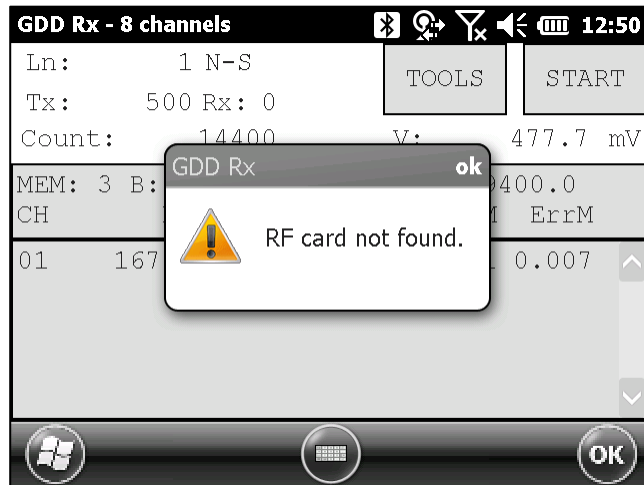 GDD Rx - 8 channels 12:50
Ln: 1 N-S
TOOLS START
Tx: 500 Rx: 0
Count: 14400 V: 477.7 mV
GDD Rx ok
MEM: 3 B: 400.0
CH ErrM
RF card not found.
01 167 0.007
OK